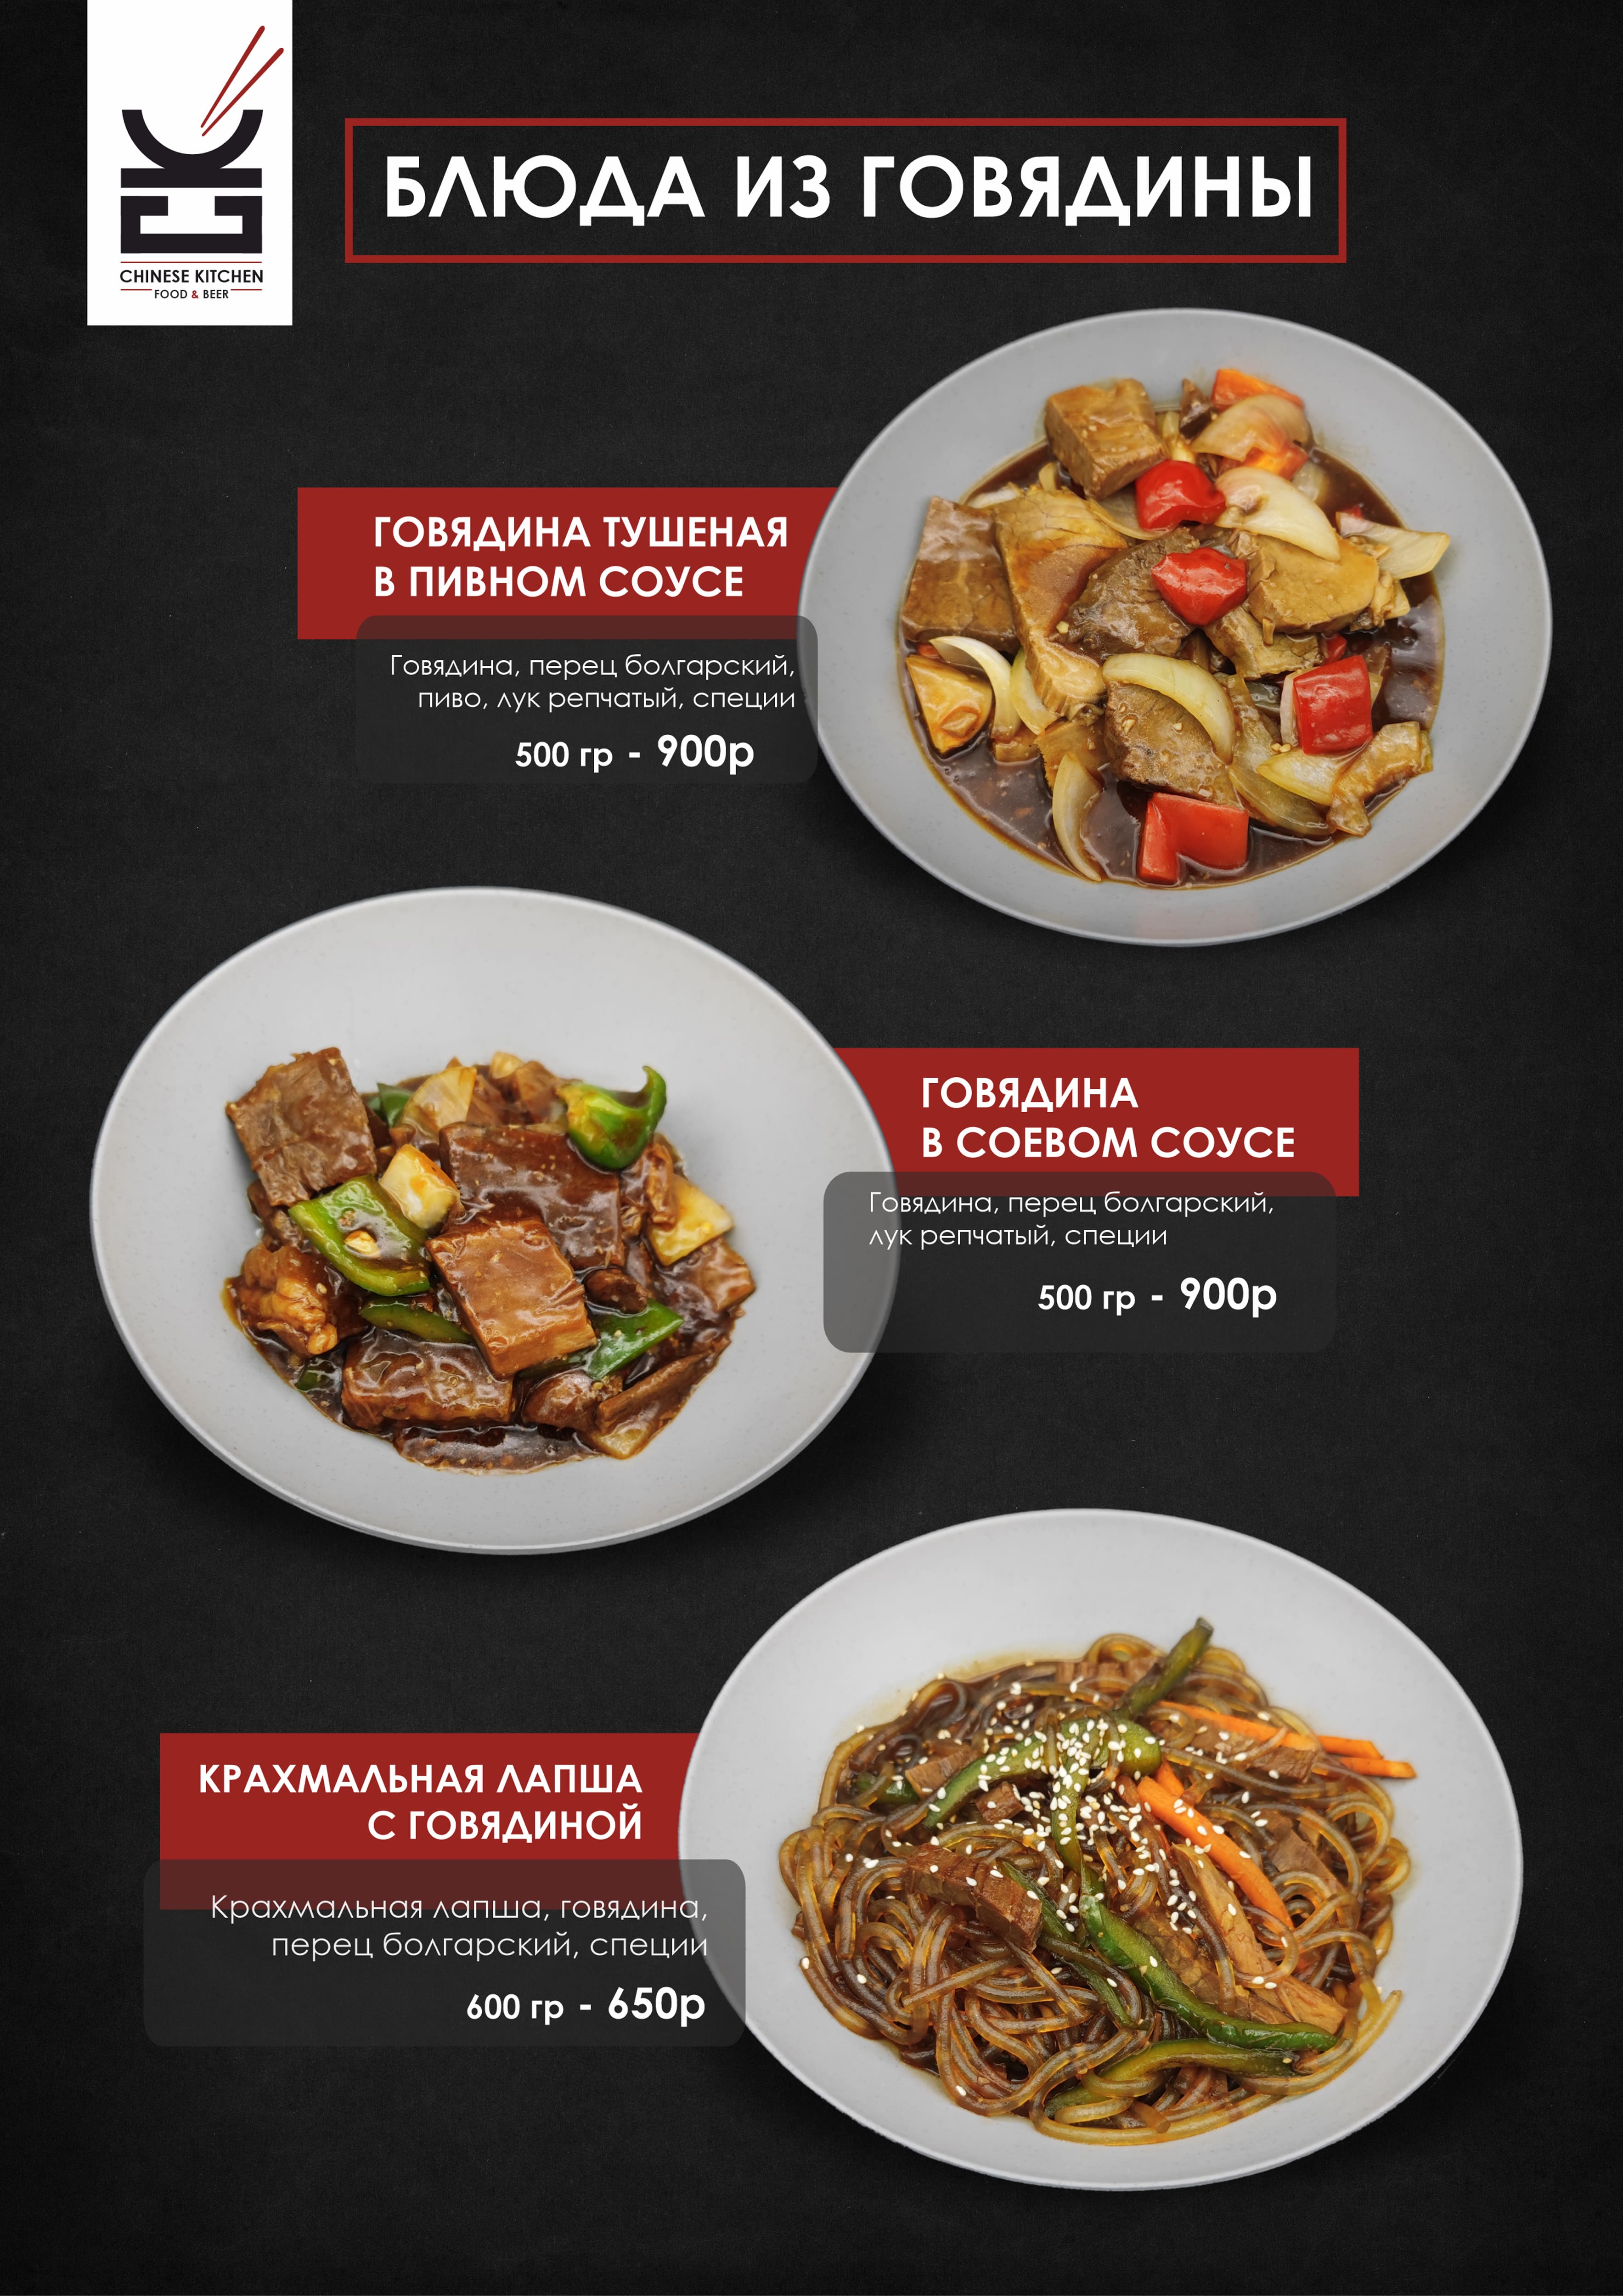 CHINESE KITCHEN
FOOD & BEER
БЛЮДА ИЗ ГОВЯДИНЫ
ГОВЯДИНА ТУШЕНАЯ
В ПИВНОМ СОУСЕ
Говядина, перец болгарский,
пиво, лук репчатый, специи
500 гр - 900р
ГОВЯДИНА
В СОЕВОМ СОУСЕ
Говядина, перец болгарский,
лук репчатый, специи
500 гр - 900р
КРАХМАЛЬНАЯ ЛАПША
С ГОВЯДИНОЙ
Крахмальная лапша, говядина,
перец болгарский, специи
600 гр - 650р